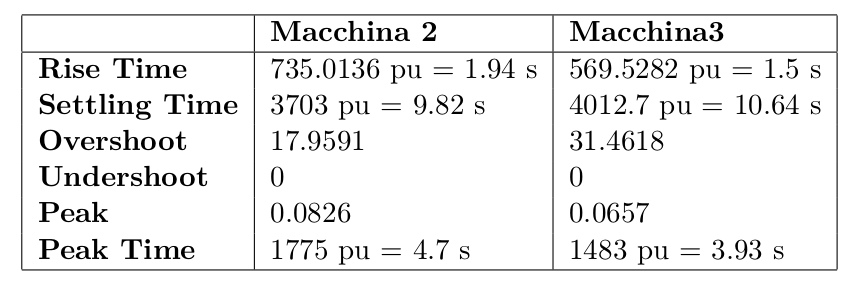 Macchina 2 Macchina3
Rise Time 735.0136 pu = 1.94 s 569.5282 pu = 1.5 s
Settling Time 3703 pu = 9.82 s 4012.7 pu = 10.64 s
Overshoot 17.9591 31.4618
Undershoot 0 0
Peak 0.0826 0.0657
Peak Time 1775 pu = 4.7 s 1483 pu = 3.93 s